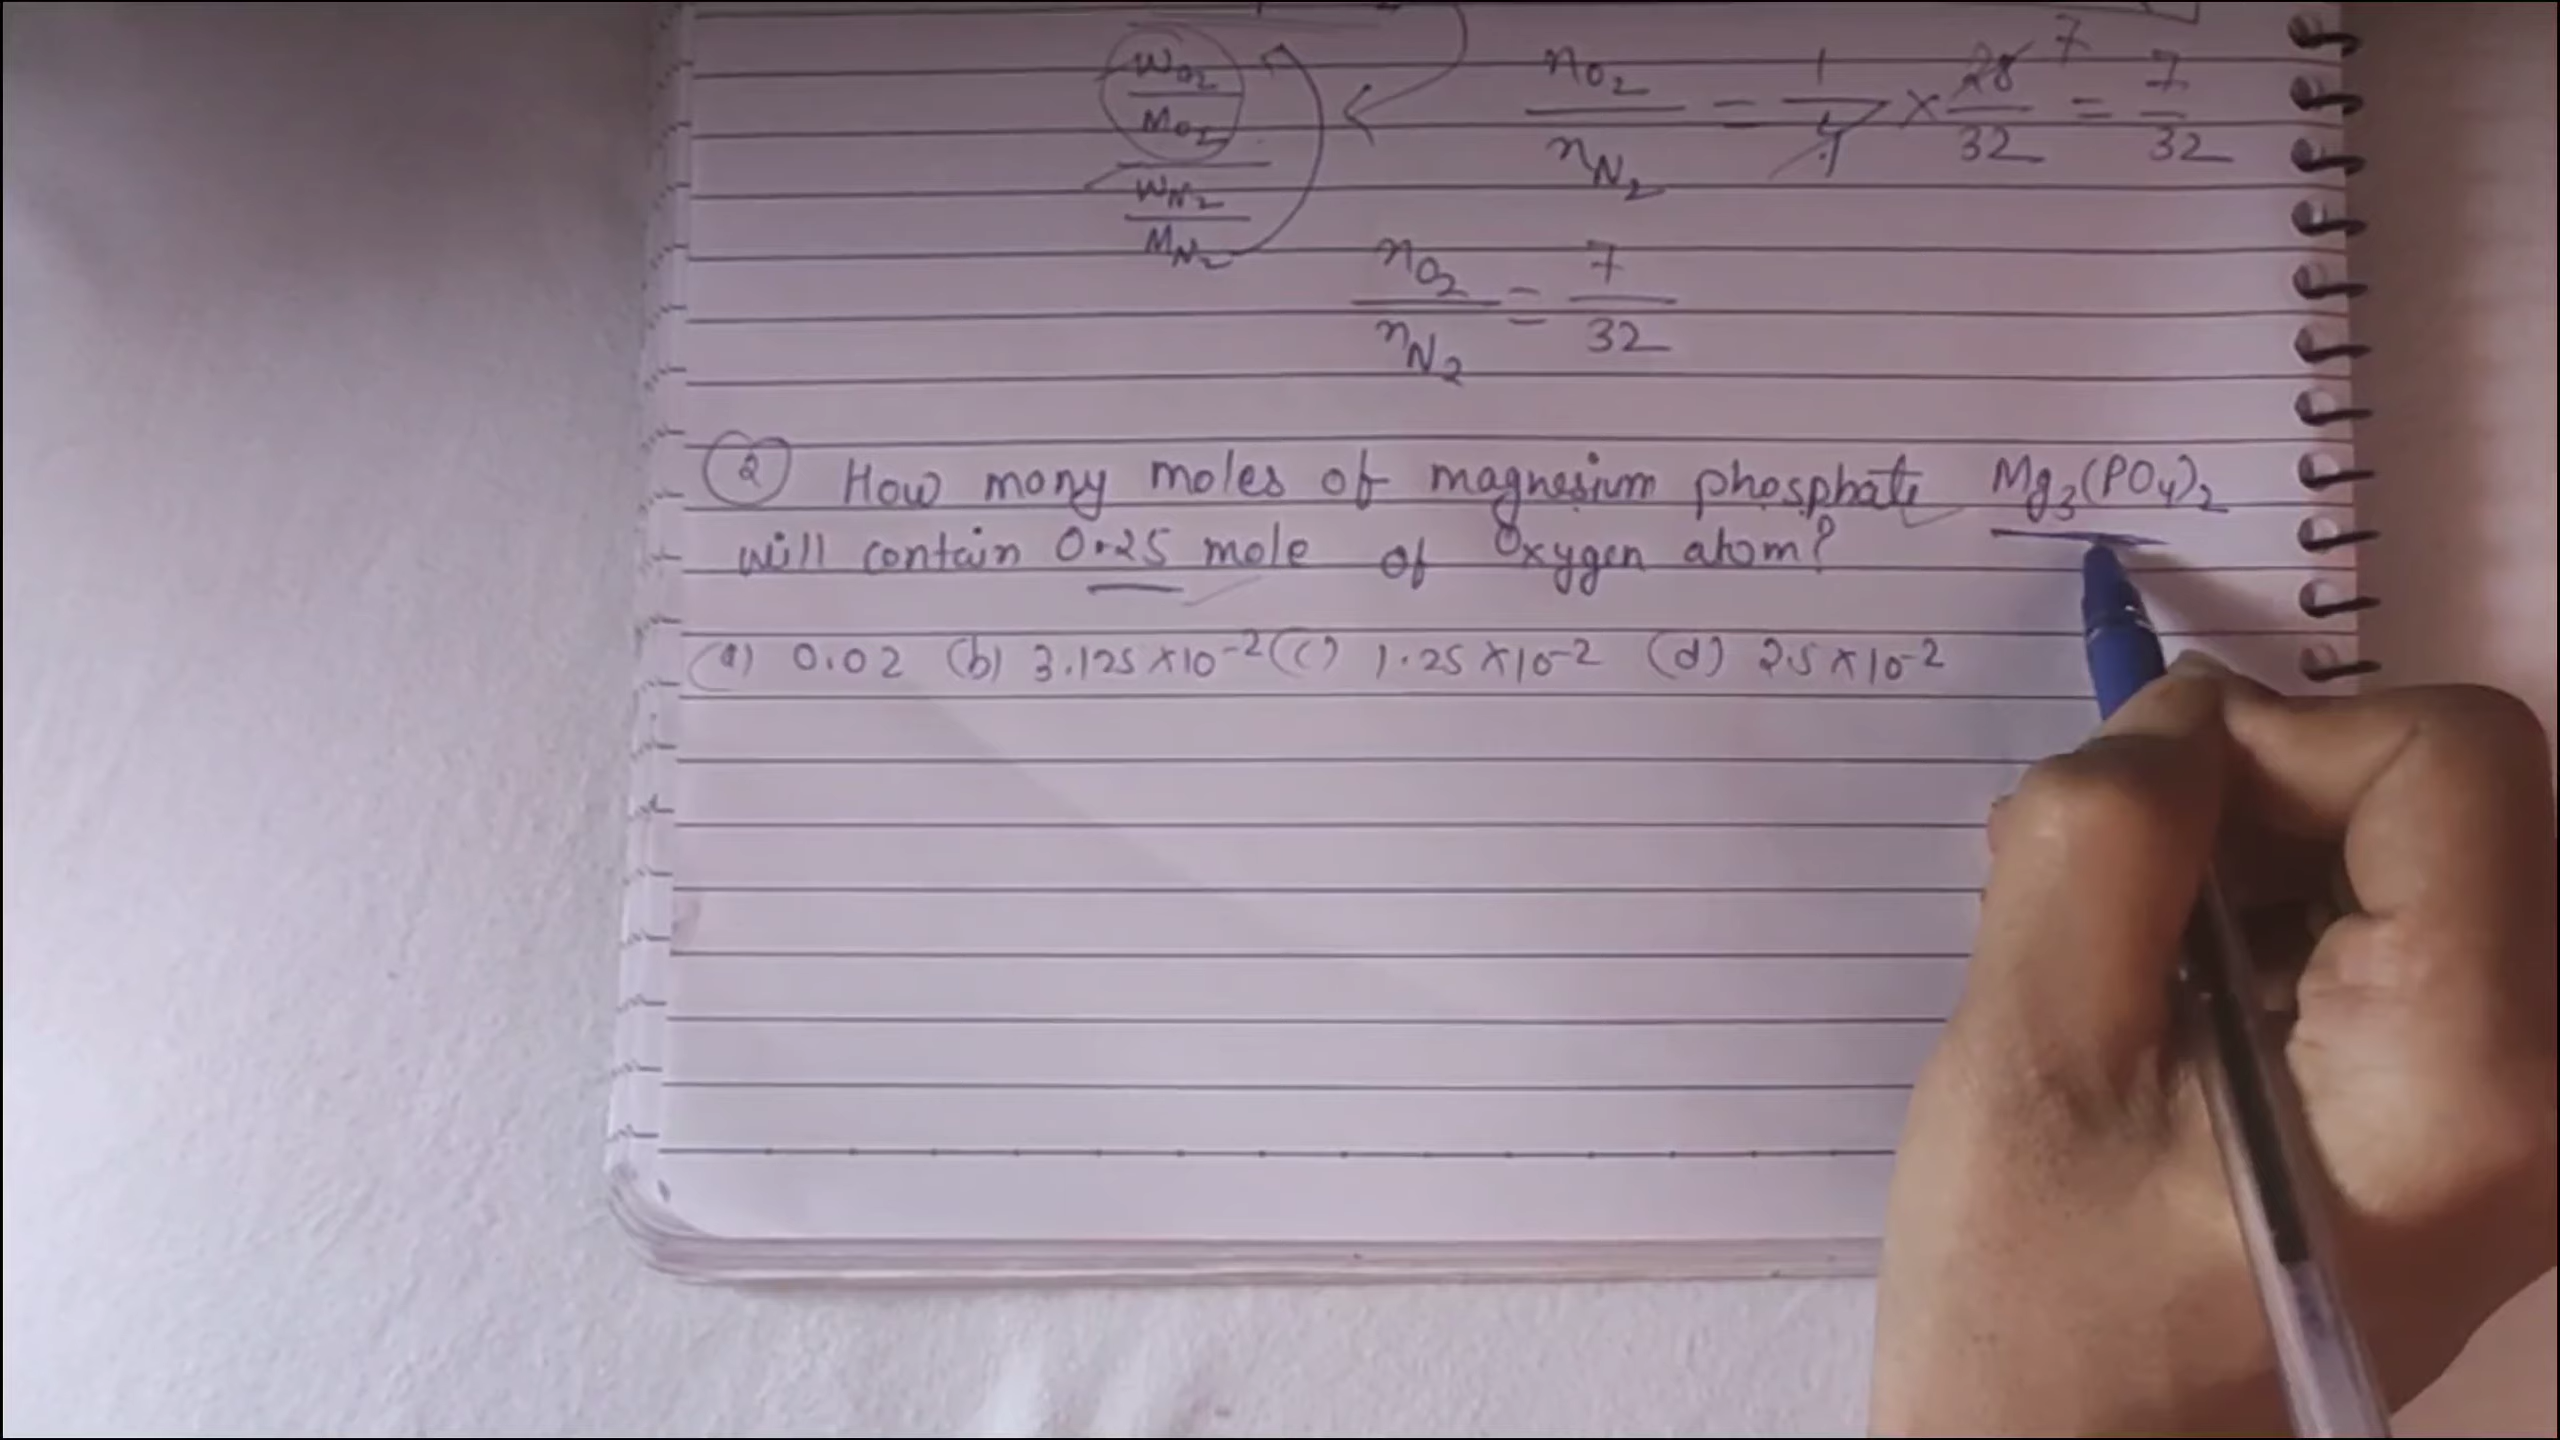 wO2/MO2 / wN2/MN2
nO2/nN2 = 1/4 × 28/32 = 7/32
7
nO2/nN2 = 7/32
② How many moles of magnesium phosphate Mg3(PO4)2
will contain 0.25 mole of Oxygen atom?
(a) 0.02 (b) 3.125 × 10-2 (c) 1.25 × 10-2 (d) 2.5 × 10-2